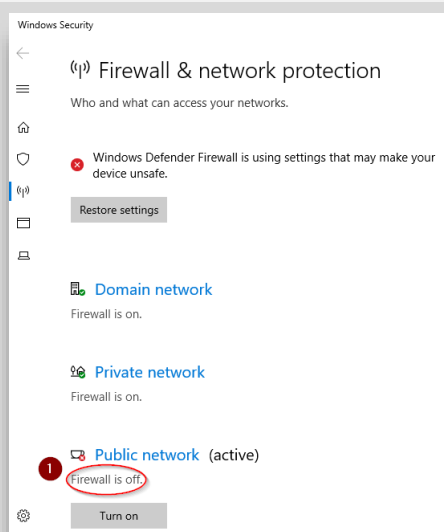 Windows Security
Firewall & network protection
Who and what can access your networks.
Windows Defender Firewall is using settings that may make your
device unsafe.
Restore settings
Domain network
Firewall is on.
Private network
Firewall is on.
Public network (active)
1
Firewall is off.
Turn on